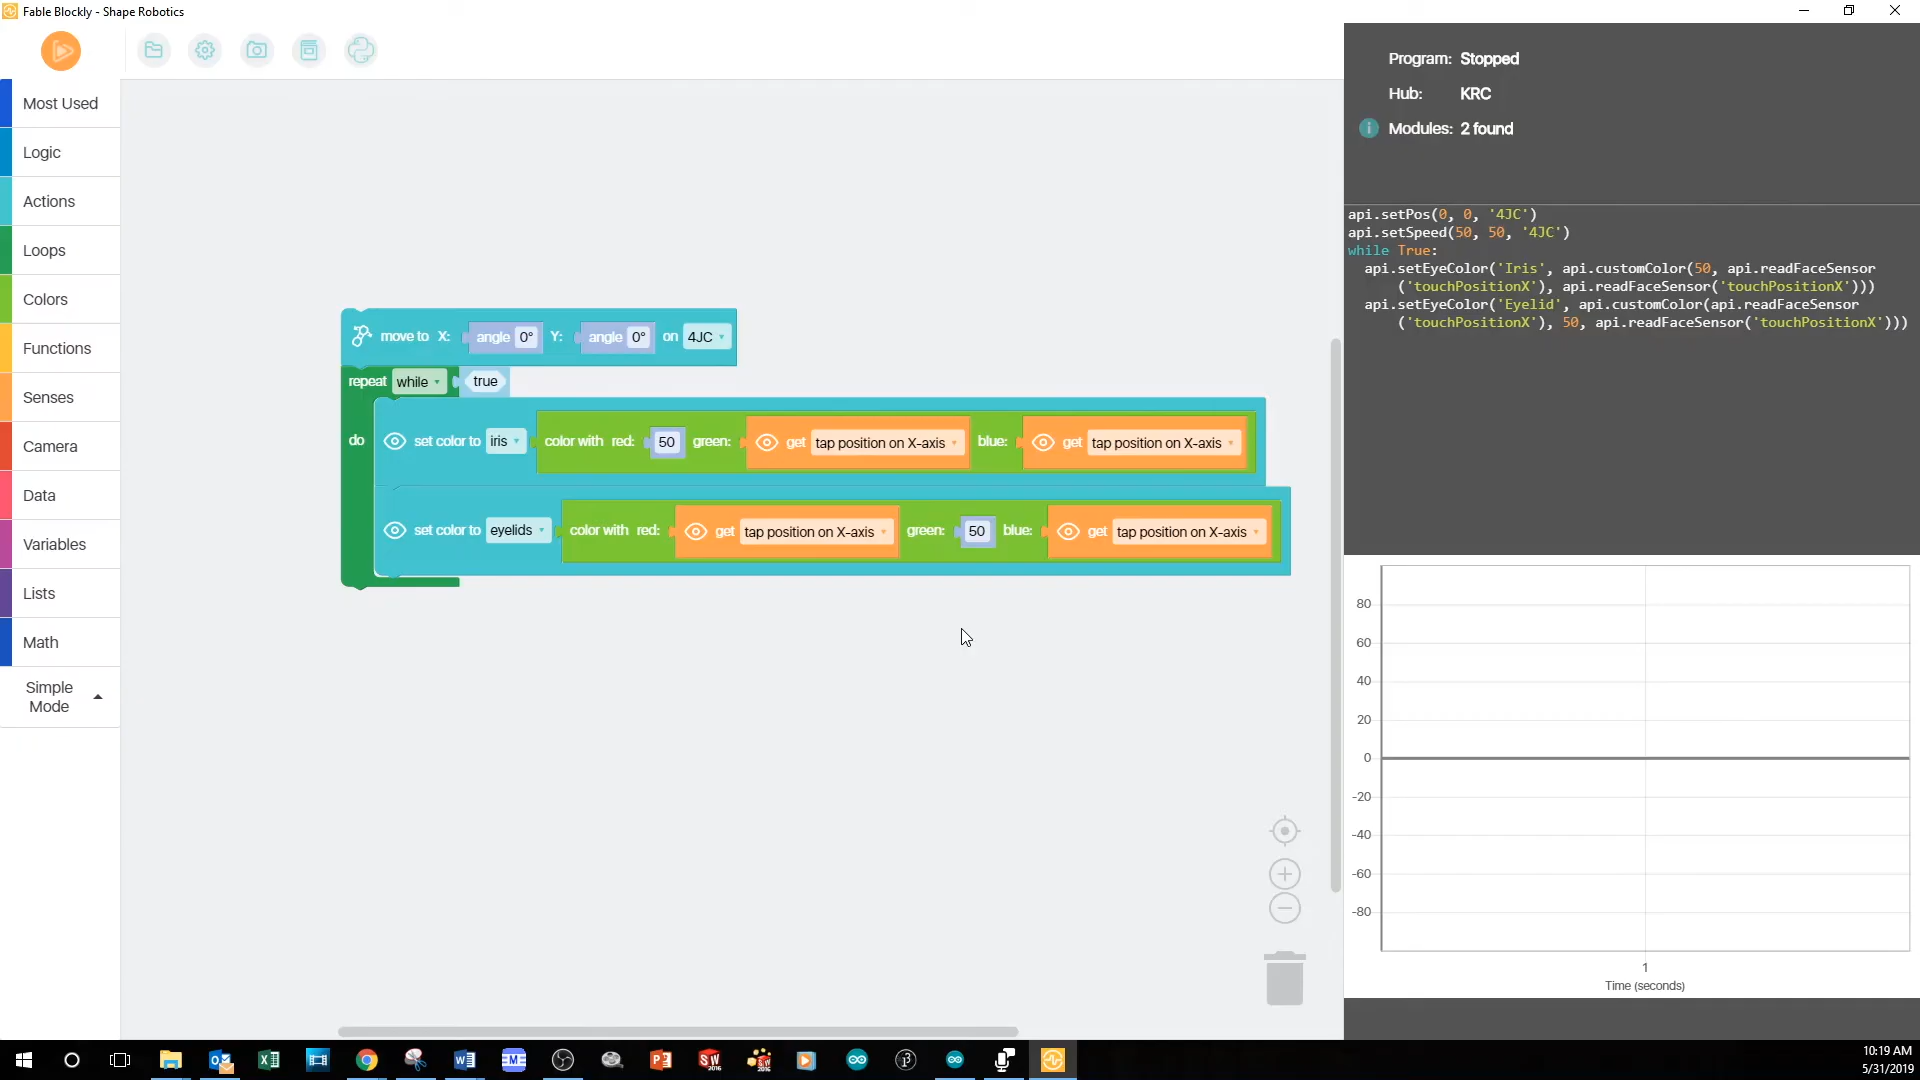 Fable Blockly - Shape Robotics
Program: Stopped
Hub: KRC
i Modules: 2 found
Most Used
Logic
Actions
Loops
Colors
Functions
Senses
Camera
Data
Variables
Lists
Math
Simple
Mode
move to X: angle 0° Y: angle 0° on 4JC
repeat while true
do set color to iris color with red: 50 green: get tap position on X-axis blue: get tap position on X-axis
set color to eyelids color with red: get tap position on X-axis green: 50 blue: get tap position on X-axis
api.setPos(0, 0, '4JC')
api.setSpeed(50, 50, '4JC')
while True:
api.setEyeColor('Iris', api.customColor(50, api.readFaceSensor
('touchPositionX'), api.readFaceSensor('touchPositionX')))
api.setEyeColor('Eyelid', api.customColor(api.readFaceSensor
('touchPositionX'), 50, api.readFaceSensor('touchPositionX')))
80
60
40
20
0
-20
-40
-60
-80
1
Time (seconds)
10:19 AM
5/31/2019